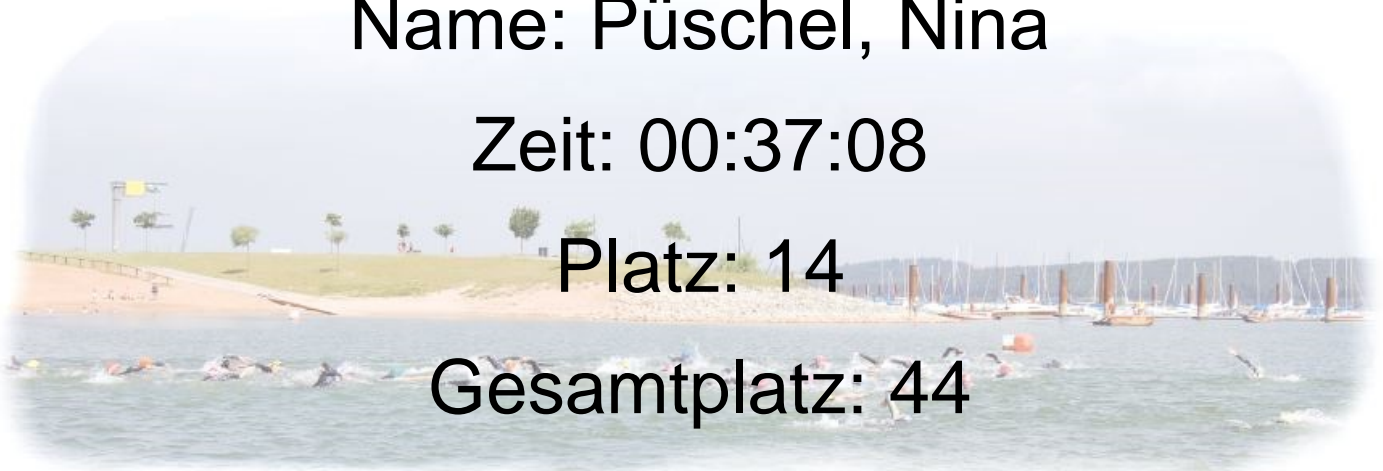 Name: Püschel, Nina
Zeit: 00:37:08
Platz: 14
Gesamtplatz: 44